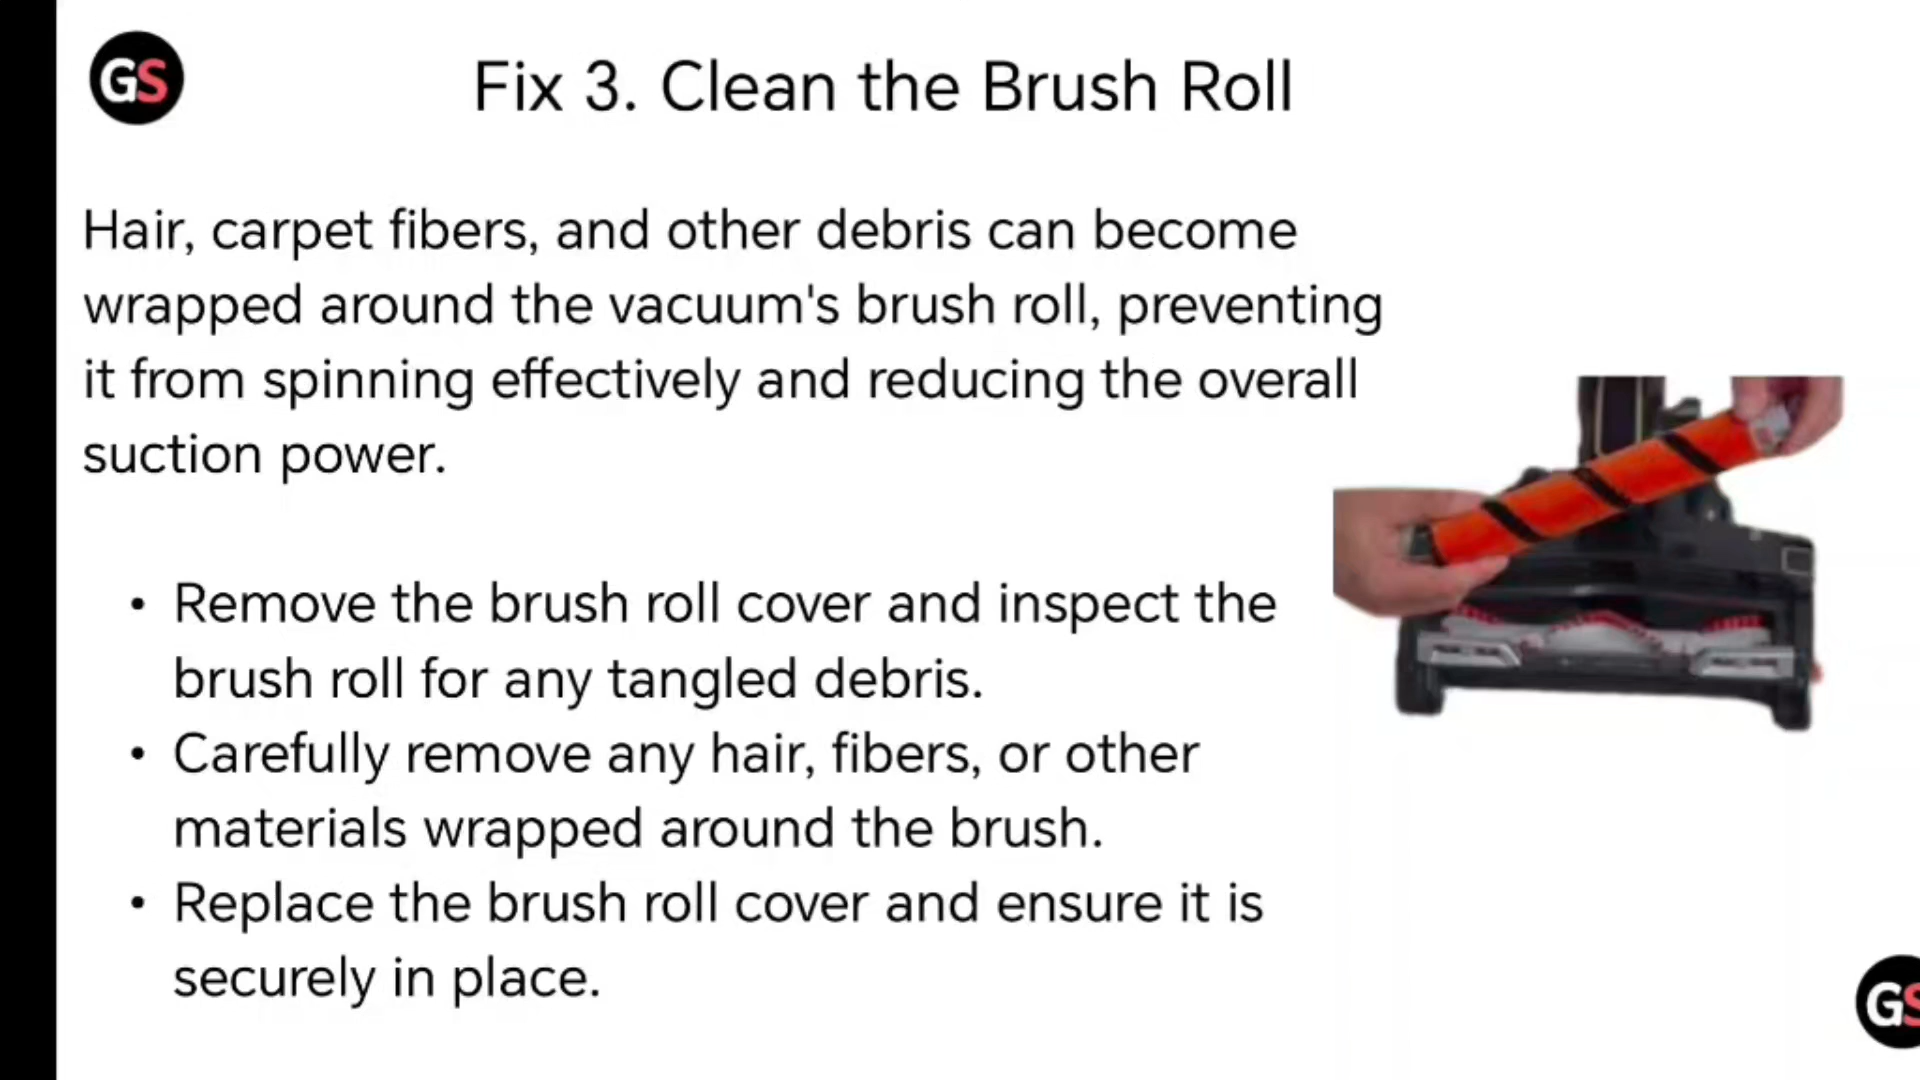 GS
Fix 3. Clean the Brush Roll
Hair, carpet fibers, and other debris can become
wrapped around the vacuum's brush roll, preventing
it from spinning effectively and reducing the overall
suction power.
• Remove the brush roll cover and inspect the
brush roll for any tangled debris.
• Carefully remove any hair, fibers, or other
materials wrapped around the brush.
• Replace the brush roll cover and ensure it is
securely in place.
GS